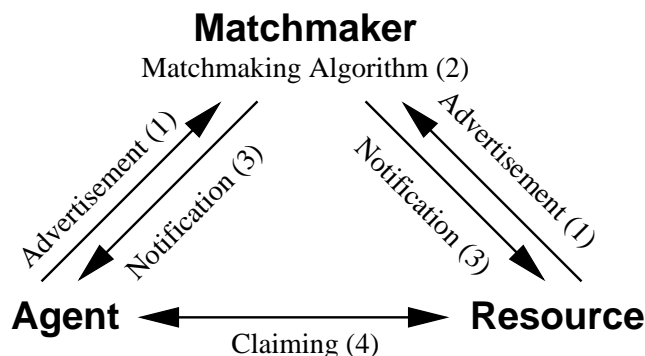 Matchmaker
Matchmaking Algorithm (2)
Advertisement (1)
Notification (3)
Notification (3)
Advertisement (1)
Agent
Claiming (4)
Resource